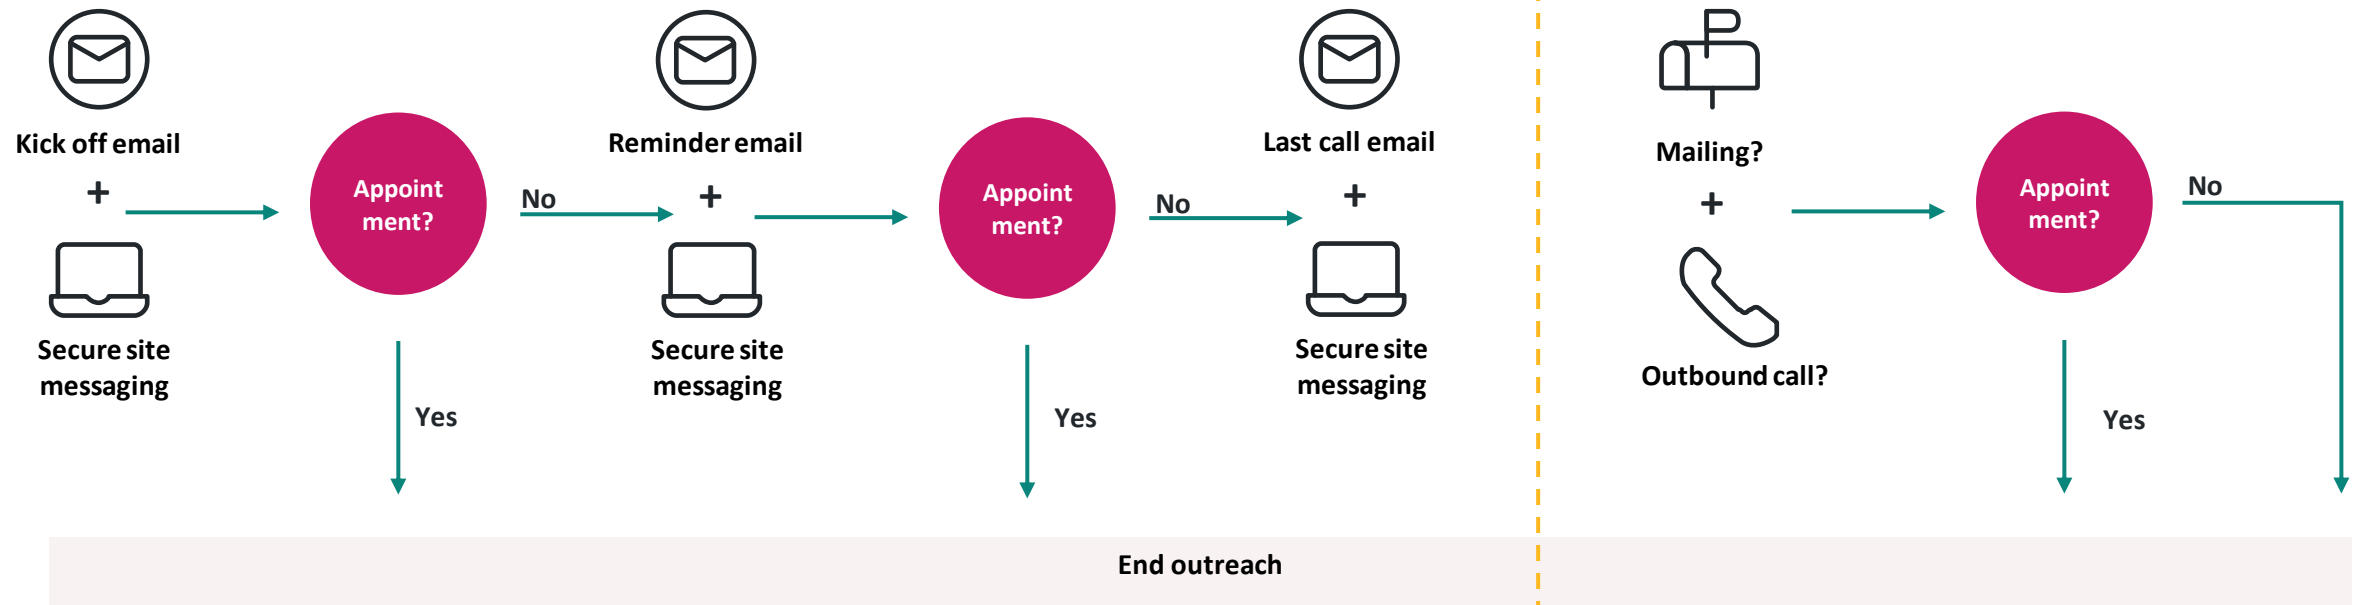 Kick off email
+
Secure site
messaging
Appoint
ment?
No
Yes
Reminder email
+
Secure site
messaging
Appoint
ment?
No
Yes
Last call email
+
Secure site
messaging
Mailing?
+
Outbound call?
Appoint
ment?
No
Yes
End outreach